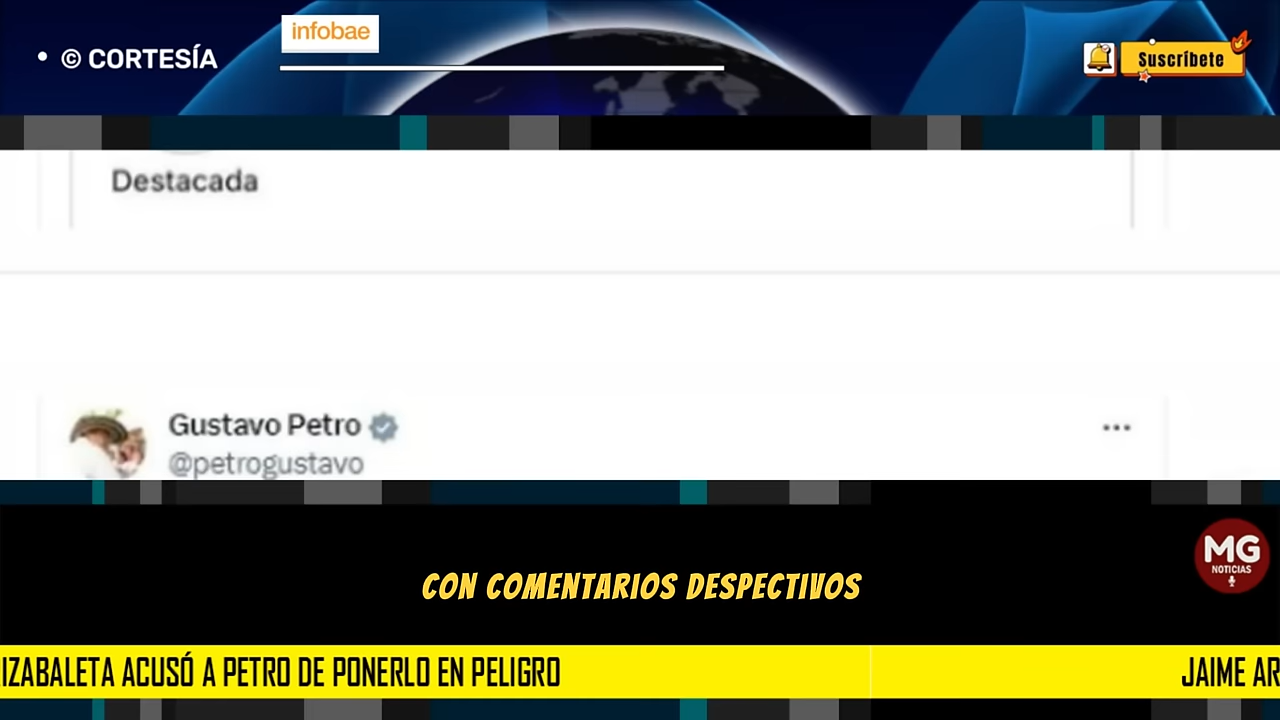 infobae
• © CORTESÍA
Suscríbete
Destacada
Gustavo Petro
@petrogustavo
MG
NOTICIAS
CON COMENTARIOS DESPECTIVOS
IZABALETA ACUSÓ A PETRO DE PONERLO EN PELIGRO
JAIME AR